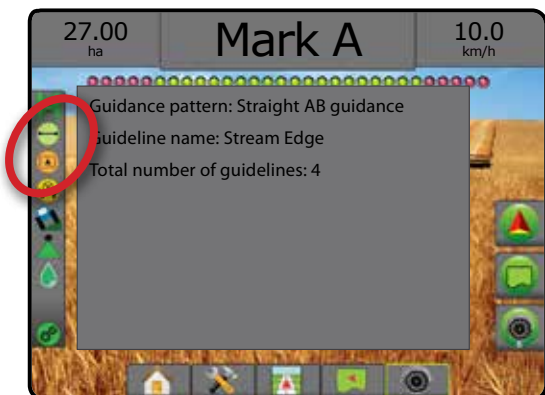 27.00
ha
Mark A
10.0
km/h
Guidance pattern: Straight AB guidance
Guideline name: Stream Edge
Total number of guidelines: 4